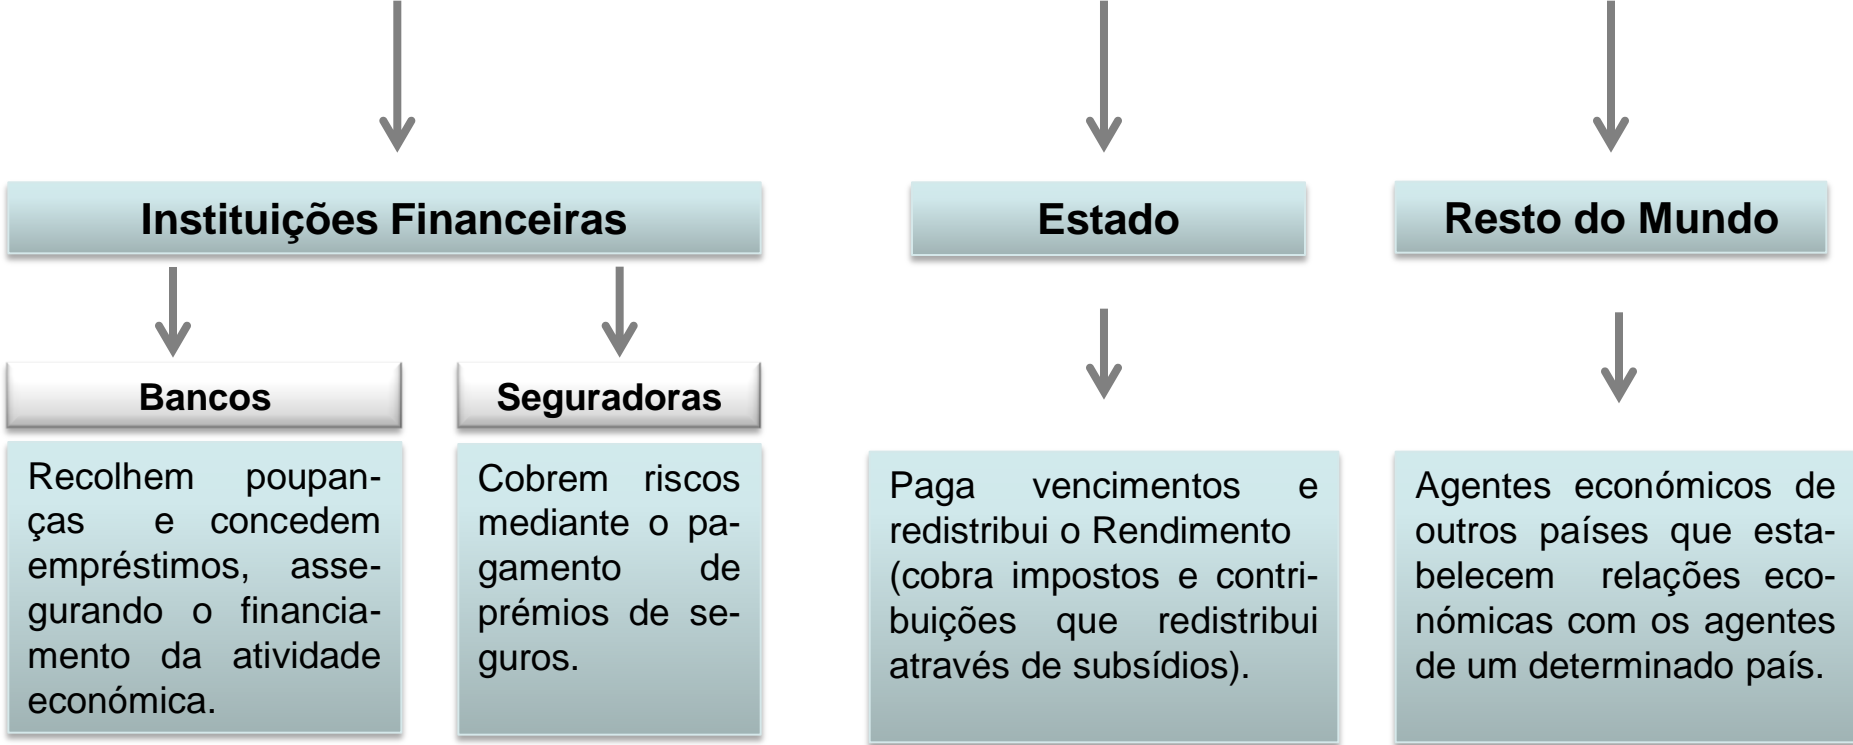 Instituições Financeiras
Estado
Resto do Mundo
Bancos
Seguradoras
Recolhem poupan-
ças e concedem
empréstimos, asse-
gurando o financia-
mento da atividade
económica.
Cobrem riscos
mediante o pa-
gamento de
prémios de se-
guros.
Paga vencimentos e
redistribui o Rendimento
(cobra impostos e contri-
buições que redistribui
através de subsídios).
Agentes económicos de
outros países que esta-
belecem relações eco-
nómicas com os agentes
de um determinado país.